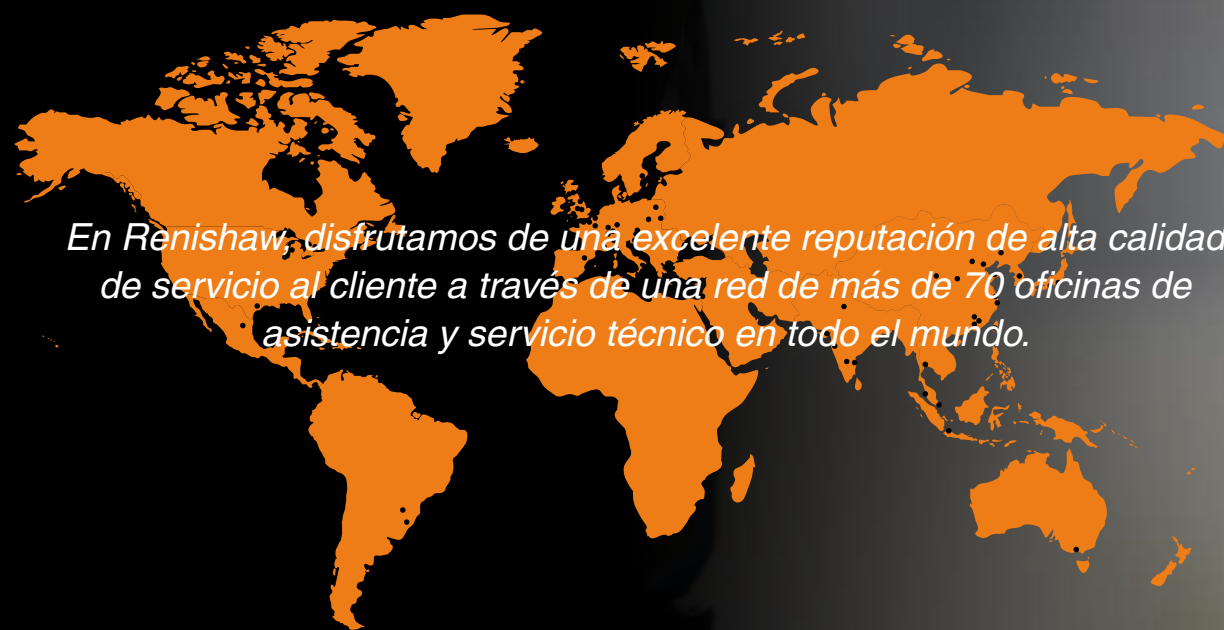 En Renishaw, disfrutamos de una excelente reputación de alta calidad
de servicio al cliente a través de una red de más de 70 oficinas de
asistencia y servicio técnico en todo el mundo.